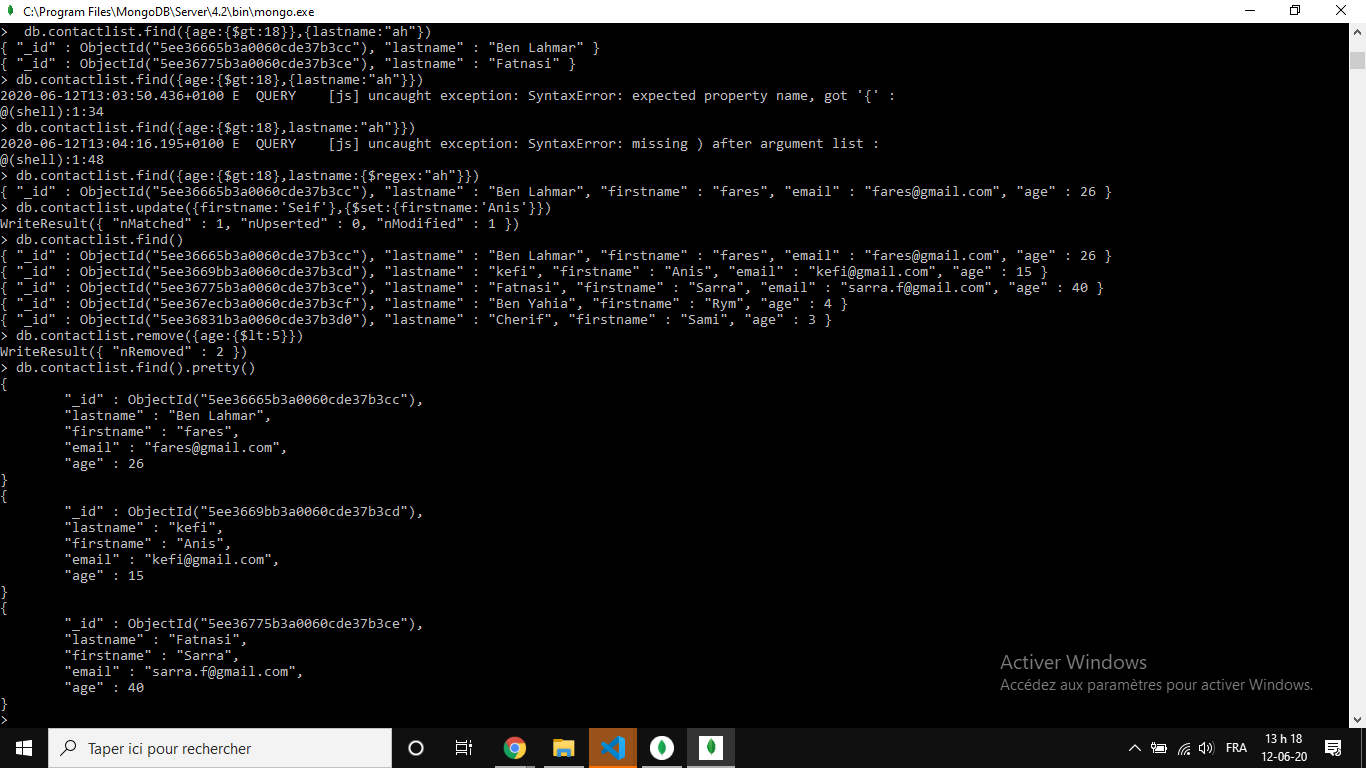 C:\Program Files\MongoDB\Server\4.2\bin\mongo.exe
>  db.contactlist.find({age:{$gt:18}},{lastname:"ah"})
{ "_id" : ObjectId("5ee36665b3a0060cde37b3cc"), "lastname" : "Ben Lahmar" }
{ "_id" : ObjectId("5ee36775b3a0060cde37b3ce"), "lastname" : "Fatnasi" }
> db.contactlist.find({age:{$gt:18},{lastname:"ah"}})
2020-06-12T13:03:50.436+0100 E  QUERY    [js] uncaught exception: SyntaxError: expected property name, got '{' :
@(shell):1:34
> db.contactlist.find({age:{$gt:18},lastname:"ah"}})
2020-06-12T13:04:16.195+0100 E  QUERY    [js] uncaught exception: SyntaxError: missing ) after argument list :
@(shell):1:48
> db.contactlist.find({age:{$gt:18},lastname:{$regex:"ah"}})
{ "_id" : ObjectId("5ee36665b3a0060cde37b3cc"), "lastname" : "Ben Lahmar", "firstname" : "fares", "email" : "fares@gmail.com", "age" : 26 }
> db.contactlist.update({firstname:'Seif'},{$set:{firstname:'Anis'}})
WriteResult({ "nMatched" : 1, "nUpserted" : 0, "nModified" : 1 })
> db.contactlist.find()
{ "_id" : ObjectId("5ee36665b3a0060cde37b3cc"), "lastname" : "Ben Lahmar", "firstname" : "fares", "email" : "fares@gmail.com", "age" : 26 }
{ "_id" : ObjectId("5ee3669bb3a0060cde37b3cd"), "lastname" : "kefi", "firstname" : "Anis", "email" : "kefi@gmail.com", "age" : 15 }
{ "_id" : ObjectId("5ee36775b3a0060cde37b3ce"), "lastname" : "Fatnasi", "firstname" : "Sarra", "email" : "sarra.f@gmail.com", "age" : 40 }
{ "_id" : ObjectId("5ee367ecb3a0060cde37b3cf"), "lastname" : "Ben Yahia", "firstname" : "Rym", "age" : 4 }
{ "_id" : ObjectId("5ee36831b3a0060cde37b3d0"), "lastname" : "Cherif", "firstname" : "Sami", "age" : 3 }
> db.contactlist.remove({age:{$lt:5}})
WriteResult({ "nRemoved" : 2 })
> db.contactlist.find().pretty()
{
        "_id" : ObjectId("5ee36665b3a0060cde37b3cc"),
        "lastname" : "Ben Lahmar",
        "firstname" : "fares",
        "email" : "fares@gmail.com",
        "age" : 26
}
{
        "_id" : ObjectId("5ee3669bb3a0060cde37b3cd"),
        "lastname" : "kefi",
        "firstname" : "Anis",
        "email" : "kefi@gmail.com",
        "age" : 15
}
{
        "_id" : ObjectId("5ee36775b3a0060cde37b3ce"),
        "lastname" : "Fatnasi",
        "firstname" : "Sarra",
        "email" : "sarra.f@gmail.com",
        "age" : 40
}
>
Activer Windows
Accédez aux paramètres pour activer Windows.
Taper ici pour rechercher
FRA
13 h 18
12-06-20